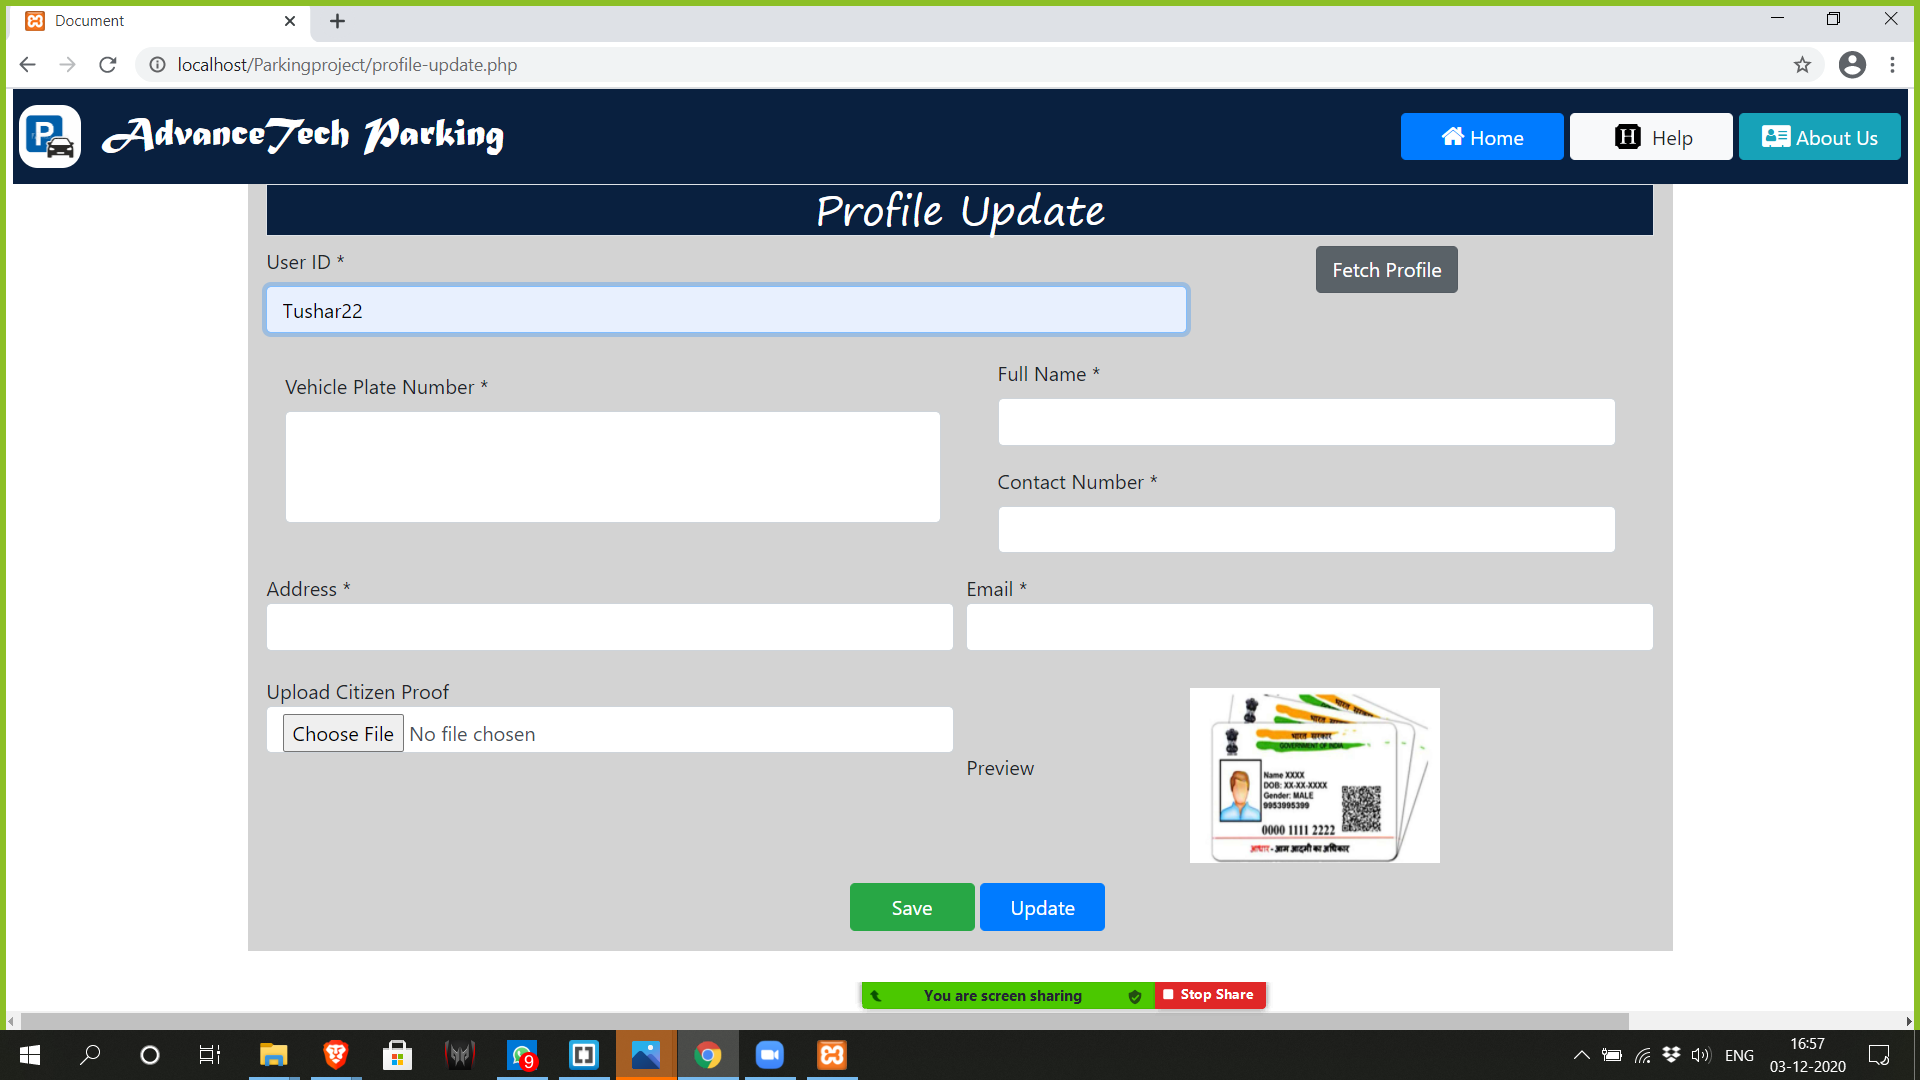 Document
localhost/Parkingproject/profile-update.php
P AdvanceTech Parking
Home
H Help
About Us
Profile Update
User ID *
Fetch Profile
Tushar22
Vehicle Plate Number *
Full Name *
Contact Number *
Address *
Email *
Upload Citizen Proof
Choose File No file chosen
Preview
भारत सरकार
GOVERNMENT OF INDIA
Name XXXX
DOB: XX-XX-XXXX
Gender: MALE
9953995399
0000 1111 2222
आधार - आम आदमी का अधिकार
Save
Update
You are screen sharing
Stop Share
9
ENG
16:57
03-12-2020